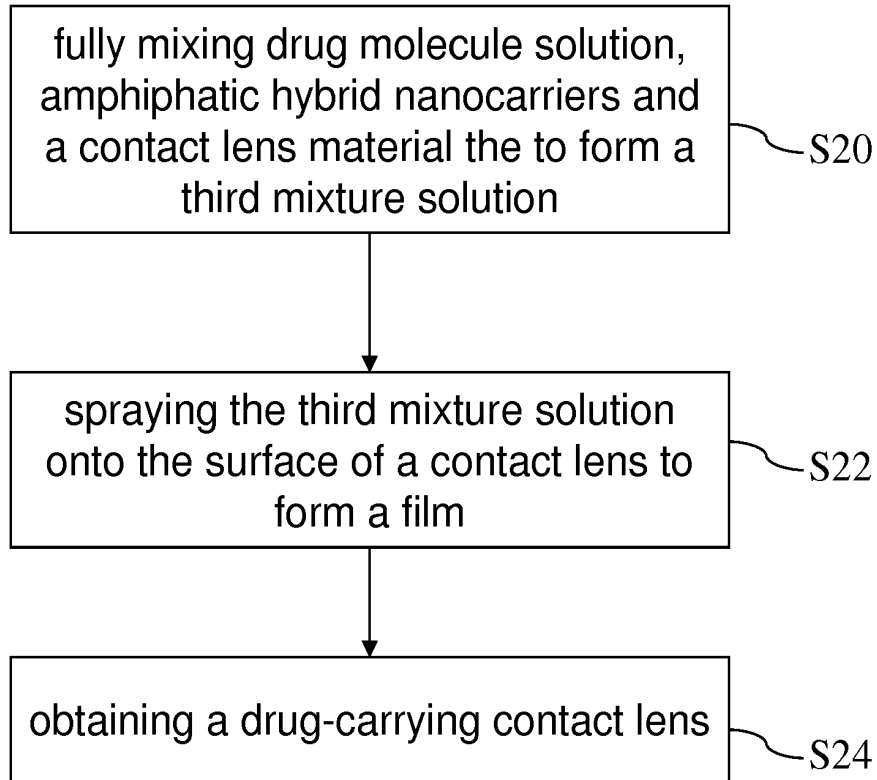 fully mixing drug molecule solution,
amphiphatic hybrid nanocarriers and
a contact lens material the to form a
third mixture solution
S20
spraying the third mixture solution
onto the surface of a contact lens to
form a film
S22
obtaining a drug-carrying contact lens
S24